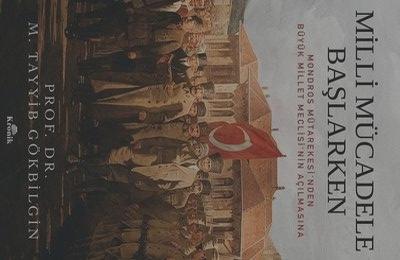 MİLLİ MÜCADELE
BAŞLARKEN
MONDROS MÜTAREKESİ'NDEN
BÜYÜK MİLLET MECLİSİ'NİN AÇILMASINA
PROF. DR.
M. TAYYİB GÖKBİLGİN
Kronik